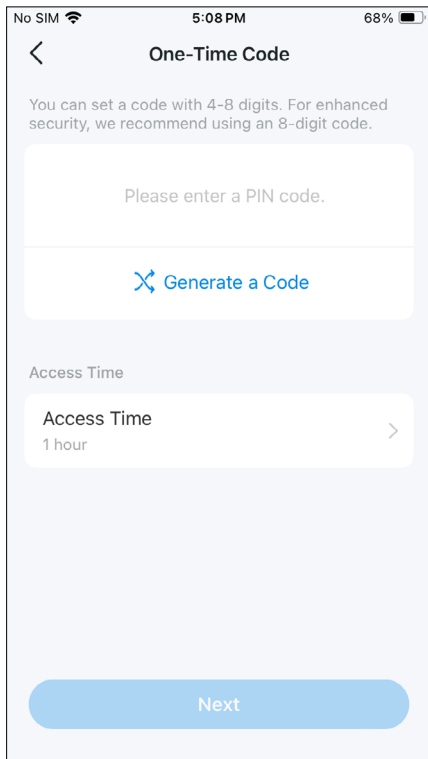 No SIM 5:08 PM 68%
One-Time Code
You can set a code with 4-8 digits. For enhanced
security, we recommend using an 8-digit code.
Please enter a PIN code.
Generate a Code
Access Time
Access Time
1 hour
Next